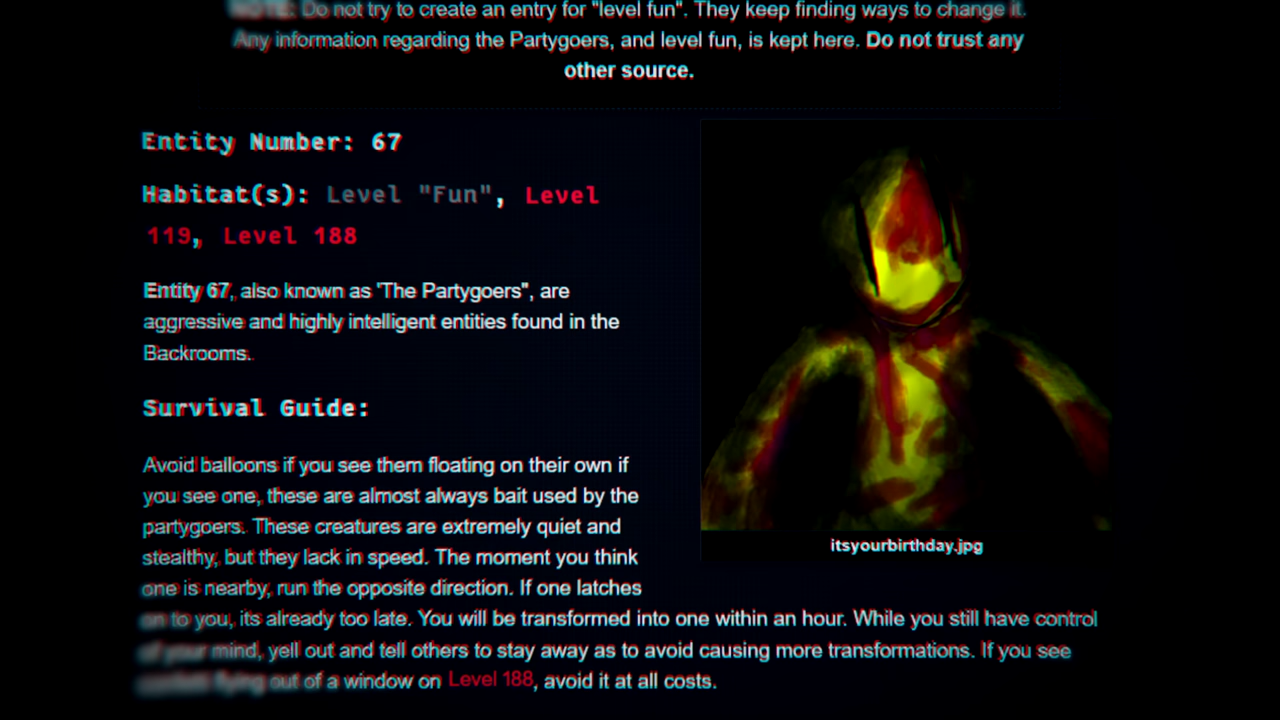 NOTE: Do not try to create an entry for "level fun". They keep finding ways to change it.
Any information regarding the Partygoers, and level fun, is kept here. Do not trust any
other source.
Entity Number: 67
Habitat(s): Level "Fun", Level
119, Level 188
Entity 67, also known as 'The Partygoers", are
aggressive and highly intelligent entities found in the
Backrooms.
Survival Guide:
Avoid balloons if you see them floating on their own if
you see one, these are almost always bait used by the
partygoers. These creatures are extremely quiet and
stealthy, but they lack in speed. The moment you think
one is nearby, run the opposite direction. If one latches
on to you, its already too late. You will be transformed into one within an hour. While you still have control
of your mind, yell out and tell others to stay away as to avoid causing more transformations. If you see
confetti flying out of a window on Level 188, avoid it at all costs.
itsyourbirthday.jpg